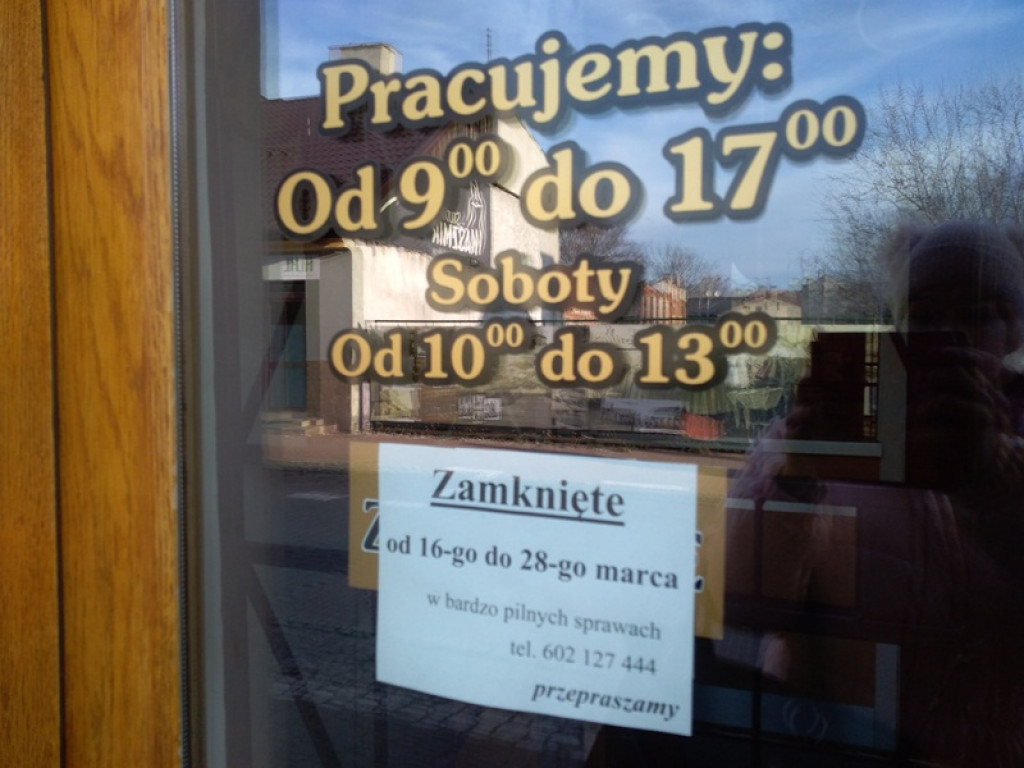 Pracujemy:
Od 9⁰⁰ do 17⁰⁰
Soboty
Od 10⁰⁰ do 13⁰⁰
Zamknięte
od 16-go do 28-go marca
w bardzo pilnych sprawach
tel. 602 127 444
przepraszamy